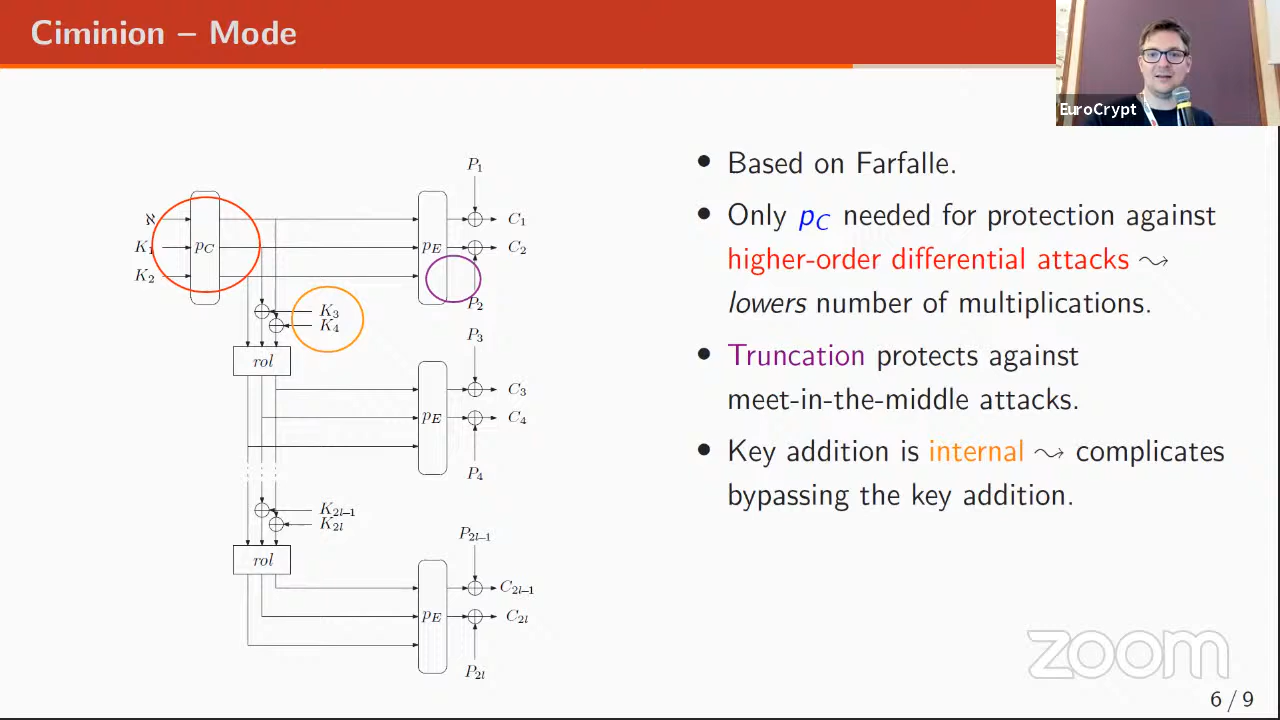 Ciminion – Mode
EuroCrypt
P₁
ℵ
C₁
K₁
p_C
p_E
C₂
K₂
P₂
K₃
K₄
P₃
rol
C₃
p_E
C₄
P₄
K₂ₗ₋₁
K₂ₗ
P₂ₗ₋₁
rol
C₂ₗ₋₁
p_E
C₂ₗ
P₂ₗ
• Based on Farfalle.
• Only p_C needed for protection against
higher-order differential attacks ⇝
lowers number of multiplications.
• Truncation protects against
meet-in-the-middle attacks.
• Key addition is internal ⇝ complicates
bypassing the key addition.
zoom
6 / 9